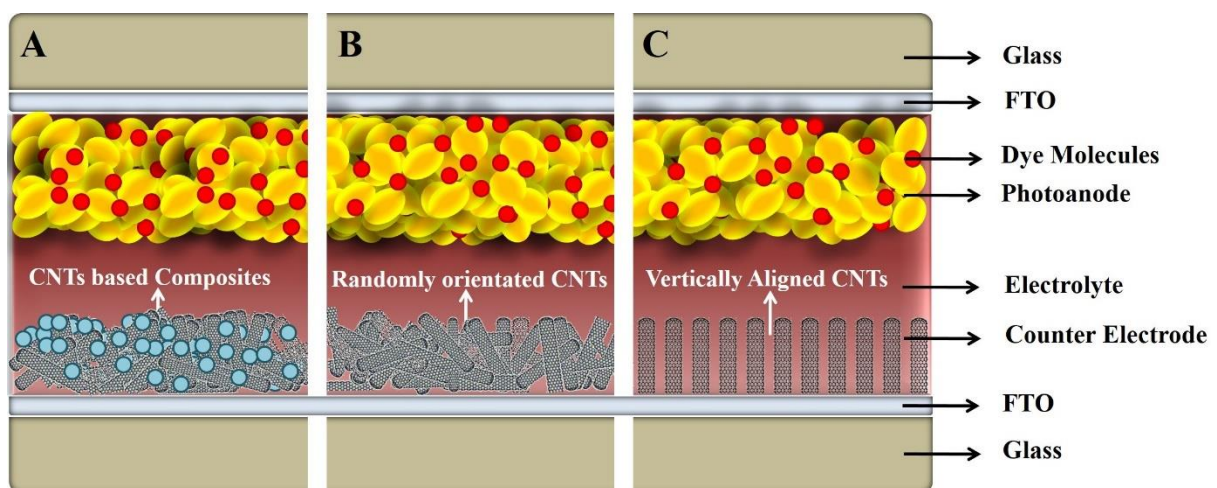 A
B
C
Glass
FTO
Dye Molecules
Photoanode
CNTs based Composites
Randomly orientated CNTs
Vertically Aligned CNTs
Electrolyte
Counter Electrode
FTO
Glass